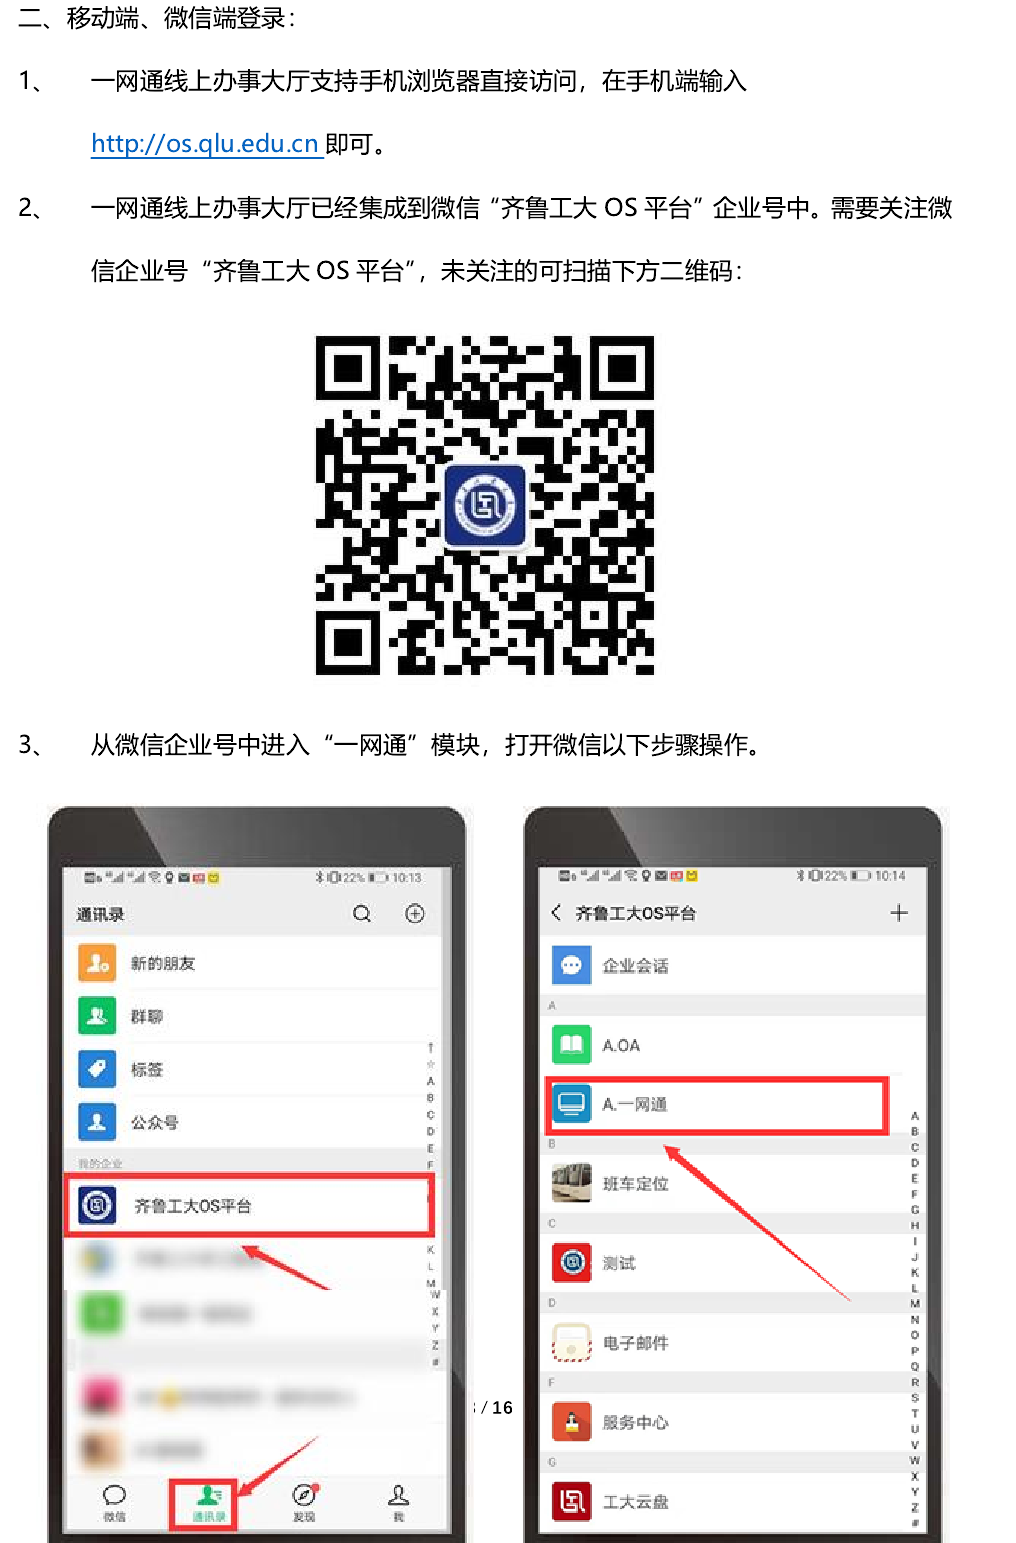 二、移动端、微信端登录：
1、 一网通线上办事大厅支持手机浏览器直接访问，在手机端输入
http://os.qlu.edu.cn 即可。
2、 一网通线上办事大厅已经集成到微信“齐鲁工大 OS 平台”企业号中。需要关注微
信企业号“齐鲁工大 OS 平台”，未关注的可扫描下方二维码：
3、 从微信企业号中进入“一网通”模块，打开微信以下步骤操作。
22% 10:13
通讯录
新的朋友
群聊
标签
公众号
我的企业
齐鲁工大OS平台
↑
☆
A
B
C
D
E
F
K
L
M
W
X
Y
Z
#
微信
通讯录
发现
我
22% 10:14
齐鲁工大OS平台
企业会话
A
A.OA
A.一网通
B
班车定位
C
测试
D
电子邮件
F
服务中心
G
工大云盘
A
B
C
D
E
F
G
H
I
J
K
L
M
N
O
P
Q
R
S
T
U
V
W
X
Y
Z
#
/ 16